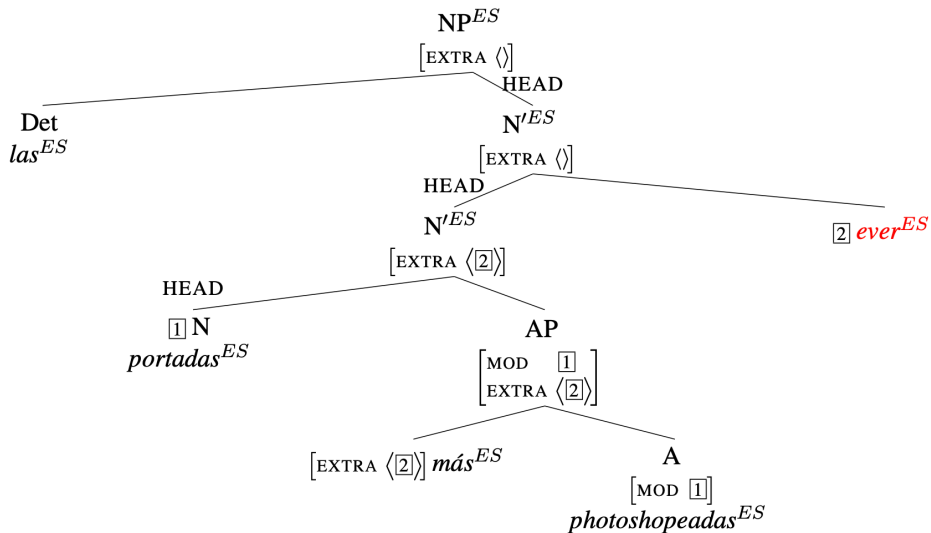 NP^ES
[EXTRA ⟨⟩]
HEAD
Det
las^ES
N′^ES
[EXTRA ⟨⟩]
HEAD
N′^ES
[EXTRA ⟨[2]⟩]
[2] ever^ES
HEAD
[1] N
portadas^ES
AP
[MOD [1]
EXTRA ⟨[2]⟩]
[EXTRA ⟨[2]⟩] más^ES
A
[MOD [1]]
photoshopeadas^ES